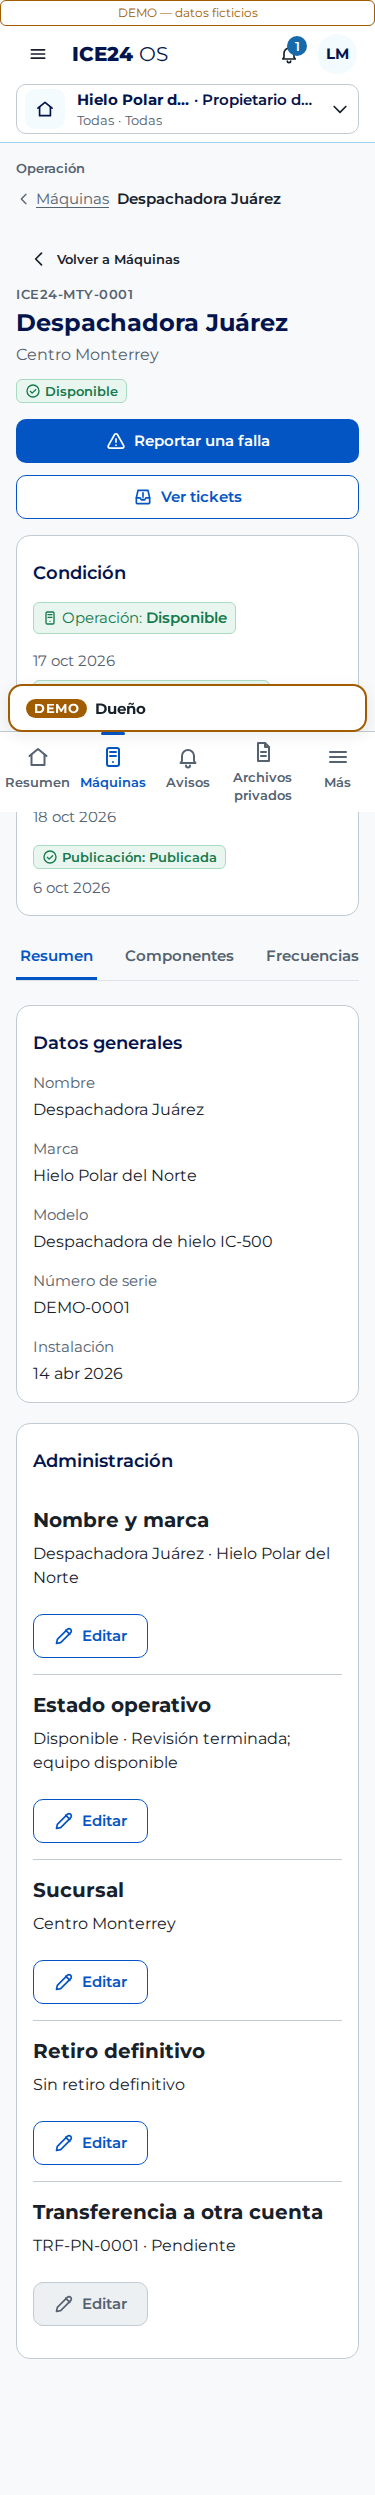 DEMO — datos ficticios
ICE24 OS
1
LM
Hielo Polar d... · Propietario d...
Todas · Todas
Operación
Máquinas Despachadora Juárez
Volver a Máquinas
ICE24-MTY-0001
Despachadora Juárez
Centro Monterrey
Disponible
Reportar una falla
Ver tickets
Condición
Operación: Disponible
17 oct 2026
DEMO Dueño
Resumen
Máquinas
Avisos
Archivos privados
Más
18 oct 2026
Publicación: Publicada
6 oct 2026
Resumen Componentes Frecuencias
Datos generales
Nombre
Despachadora Juárez
Marca
Hielo Polar del Norte
Modelo
Despachadora de hielo IC-500
Número de serie
DEMO-0001
Instalación
14 abr 2026
Administración
Nombre y marca
Despachadora Juárez · Hielo Polar del
Norte
Editar
Estado operativo
Disponible · Revisión terminada;
equipo disponible
Editar
Sucursal
Centro Monterrey
Editar
Retiro definitivo
Sin retiro definitivo
Editar
Transferencia a otra cuenta
TRF-PN-0001 · Pendiente
Editar